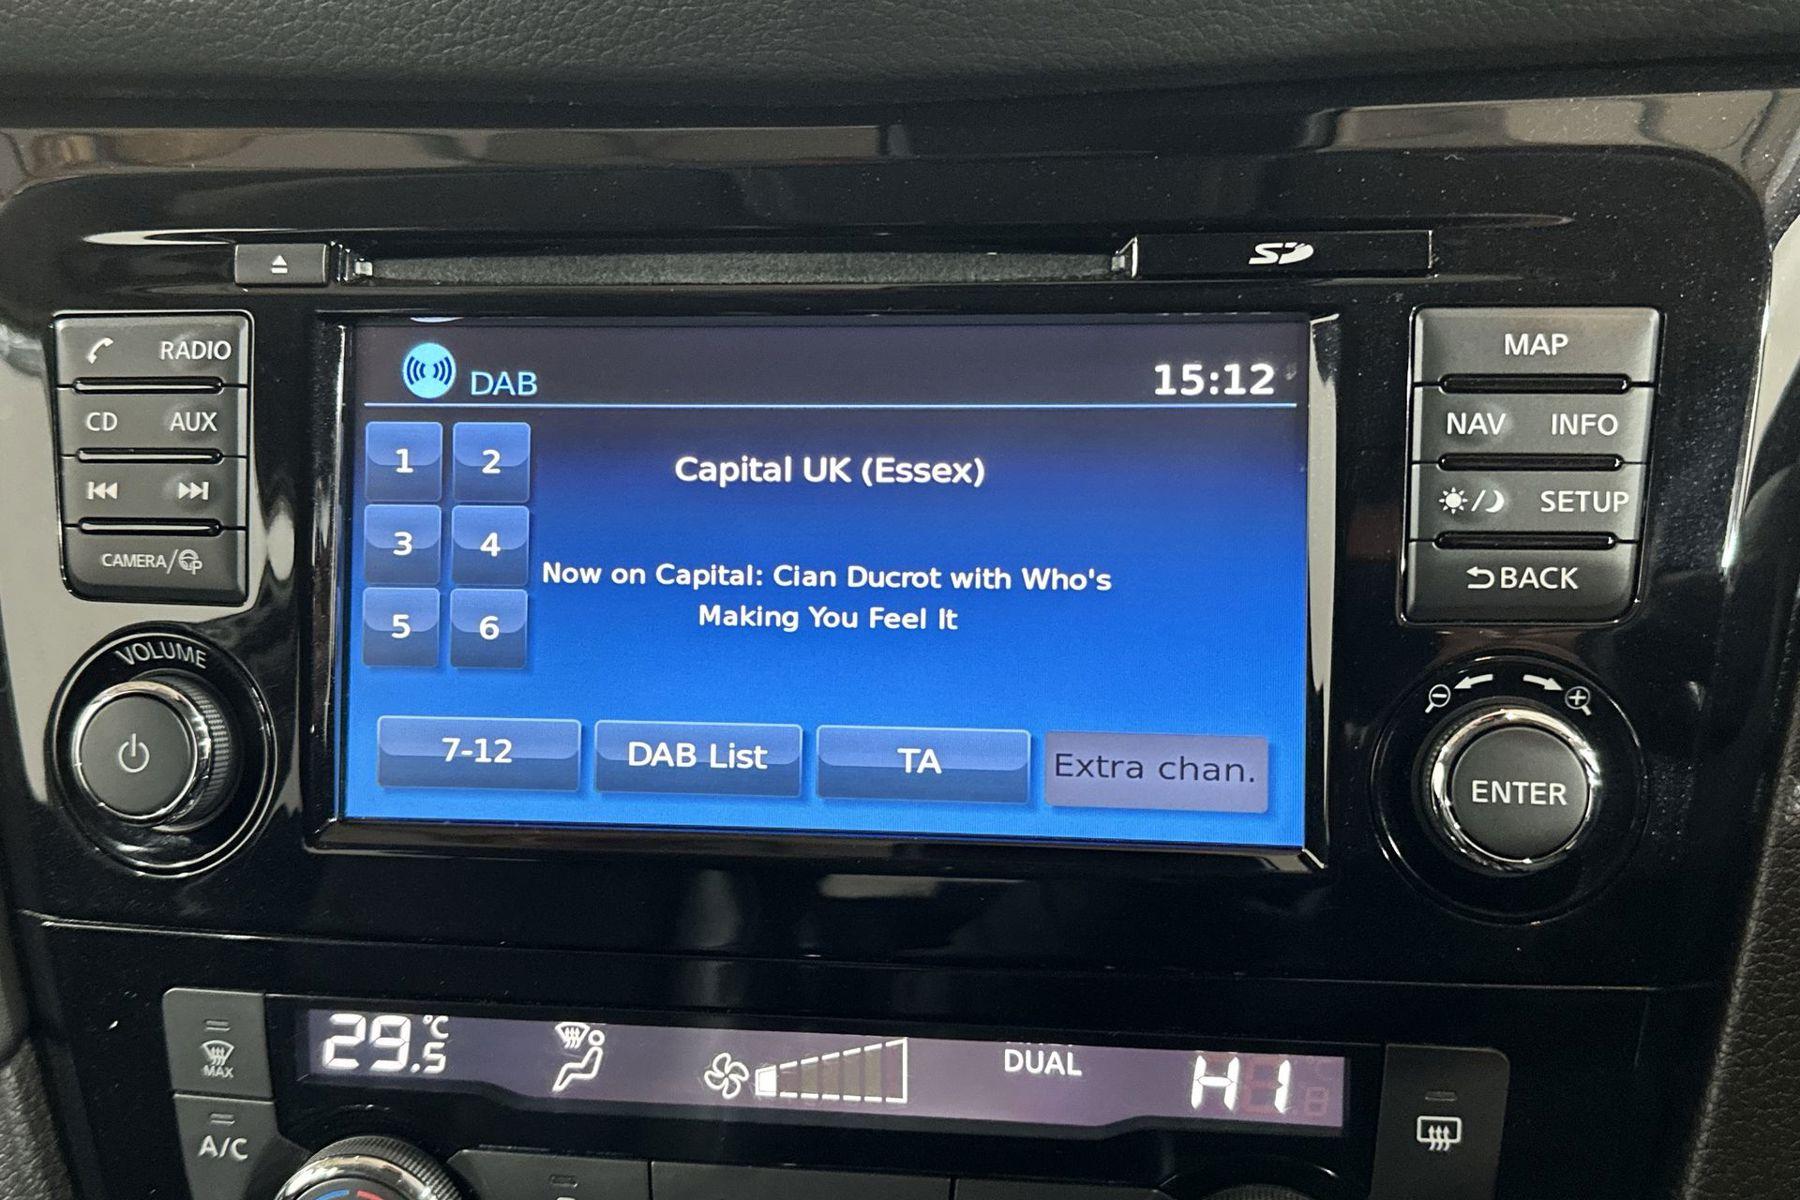 SD
RADIO
CD AUX
CAMERA/
VOLUME
DAB
15:12
1 2
3 4
5 6
Capital UK (Essex)
Now on Capital: Cian Ducrot with Who's
Making You Feel It
7-12 DAB List TA Extra chan.
MAP
NAV INFO
SETUP
BACK
ENTER
MAX
A/C
29.5 °C
DUAL
HI